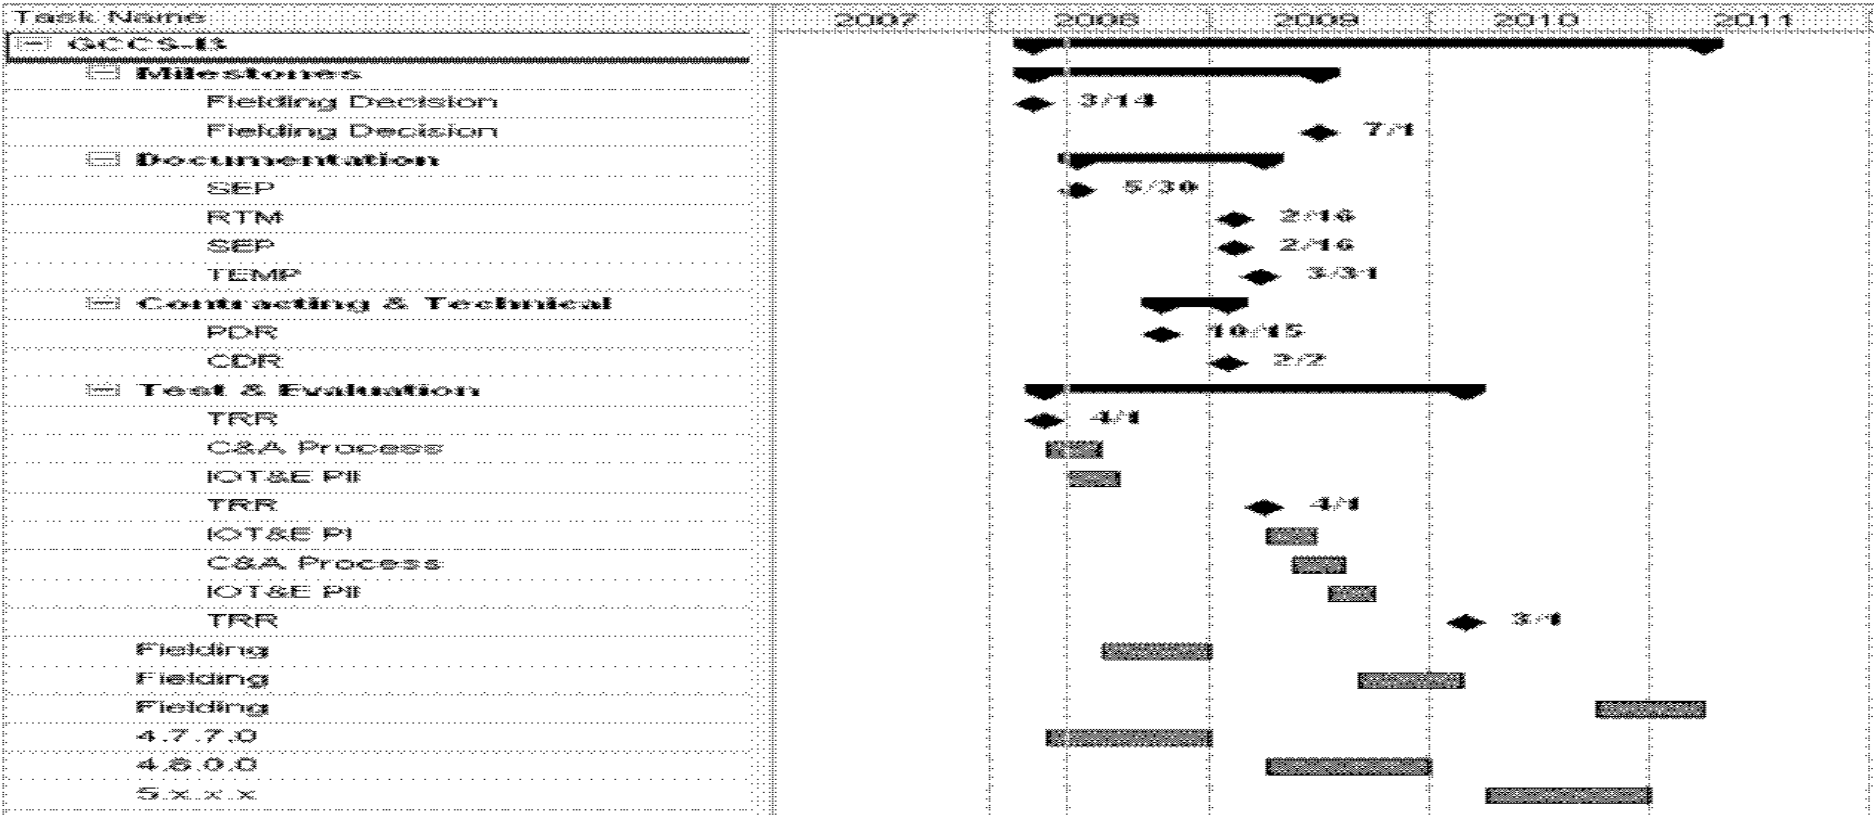 Task Name 2007 2008 2009 2010 2011
GCCS-I3
Milestones
Fielding Decision 3/14
Fielding Decision 7/1
Documentation
SEP 5/30
RTM 2/16
SEP 2/16
TEMP 3/31
Contracting & Technical
PDR 10/15
CDR 2/2
Test & Evaluation
TRR 4/1
C&A Process
IOT&E PII
TRR 4/1
IOT&E PI
C&A Process
IOT&E PII
TRR 3/1
Fielding
Fielding
Fielding
4.7.7.0
4.8.0.0
5.x.x.x